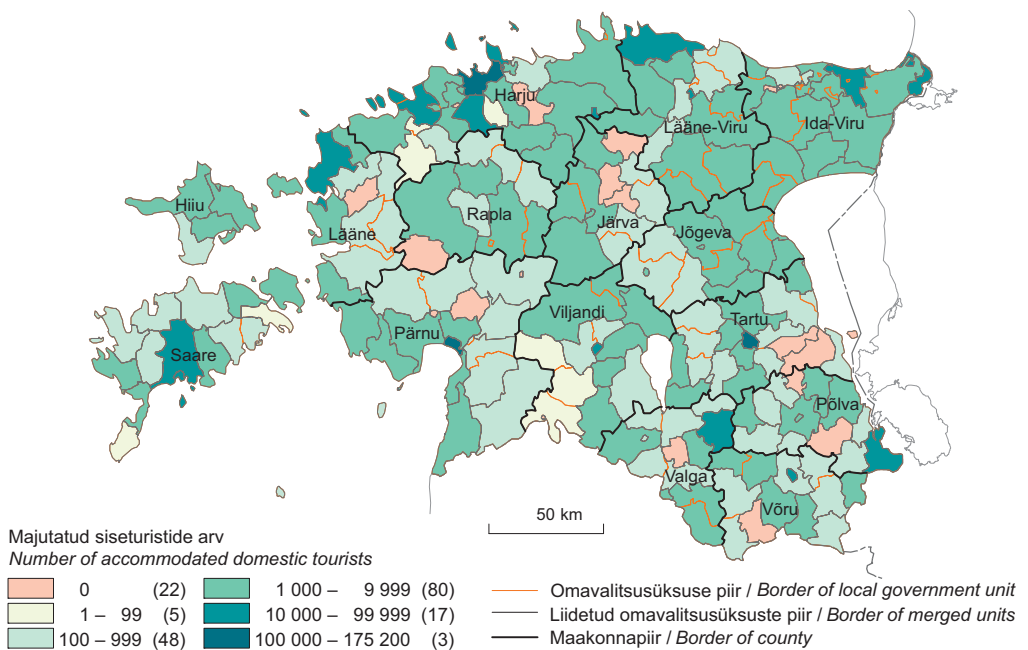 Harju
Lääne-Viru
Ida-Viru
Hiiu
Rapla
Lääne
Järva
Jõgeva
Viljandi
Tartu
Pärnu
Saare
Põlva
Valga
Võru
50 km
Majutatud siseturistide arv
Number of accommodated domestic tourists
0 (22)
1 – 99 (5)
100 – 999 (48)
1 000 – 9 999 (80)
10 000 – 99 999 (17)
100 000 – 175 200 (3)
Omavalitsusüksuse piir / Border of local government unit
Liidetud omavalitsusüksuste piir / Border of merged units
Maakonnapiir / Border of county